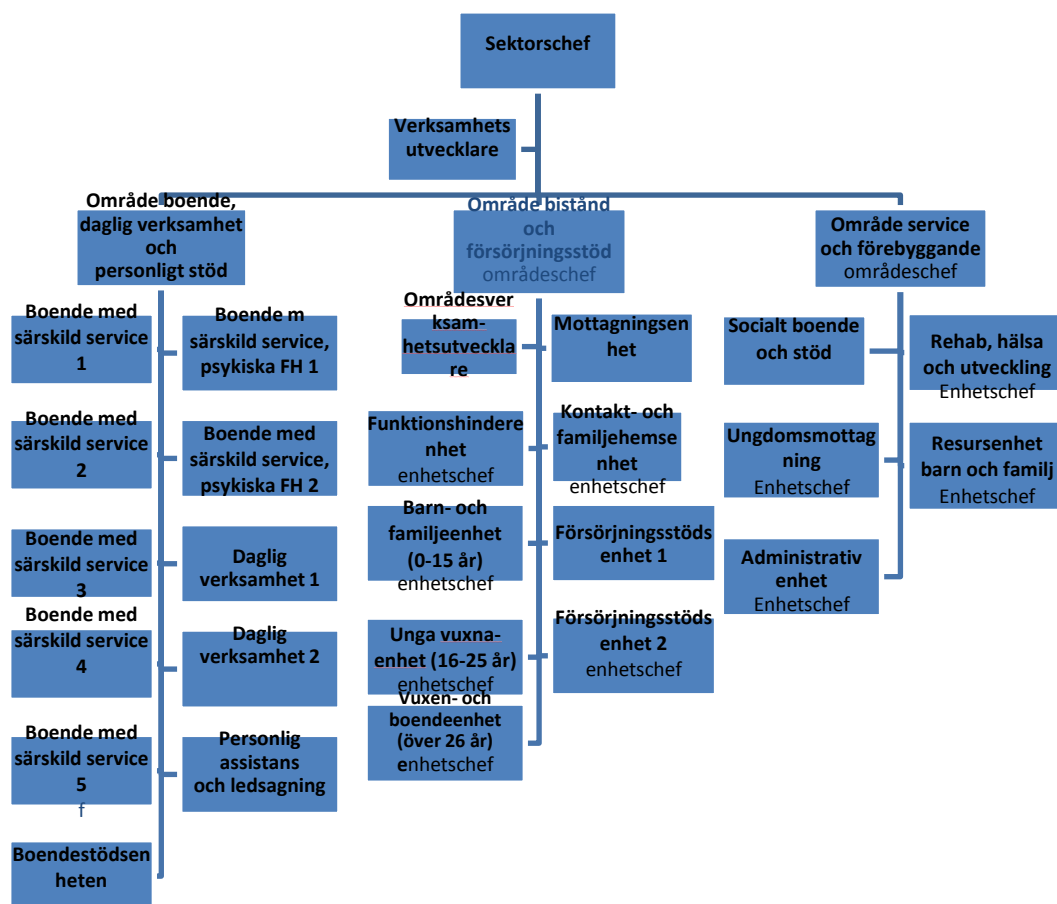 Sektorschef
Verksamhets
utvecklare
Område boende,
daglig verksamhet
och
personligt stöd
Område bistånd
och
försörjningsstöd
områdeschef
Område service
och förebyggande
områdeschef
Boende med
särskild service
1
Boende m
särskild service,
psykiska FH 1
Boende med
särskild service
2
Boende med
särskild service,
psykiska FH 2
Boende med
särskild service
3
Daglig
verksamhet 1
Boende med
särskild service
4
Daglig
verksamhet 2
Boende med
särskild service
5
f
Personlig
assistans
och ledsagning
Boendestödsen
heten
Områdesver
ksam-
hetsutveckla
re
Mottagningsen
het
Funktionshindere
nhet
enhetschef
Kontakt- och
familjehemse
nhet
enhetschef
Barn- och
familjeenhet
(0-15 år)
enhetschef
Försörjningsstöds
enhet 1
Unga vuxna-
enhet (16-25 år)
enhetschef
Försörjningsstöds
enhet 2
enhetschef
Vuxen- och
boendeenhet
(över 26 år)
enhetschef
Socialt boende
och stöd
Rehab, hälsa
och utveckling
Enhetschef
Ungdomsmottag
ning
Enhetschef
Resursenhet
barn och familj
Enhetschef
Administrativ
enhet
Enhetschef